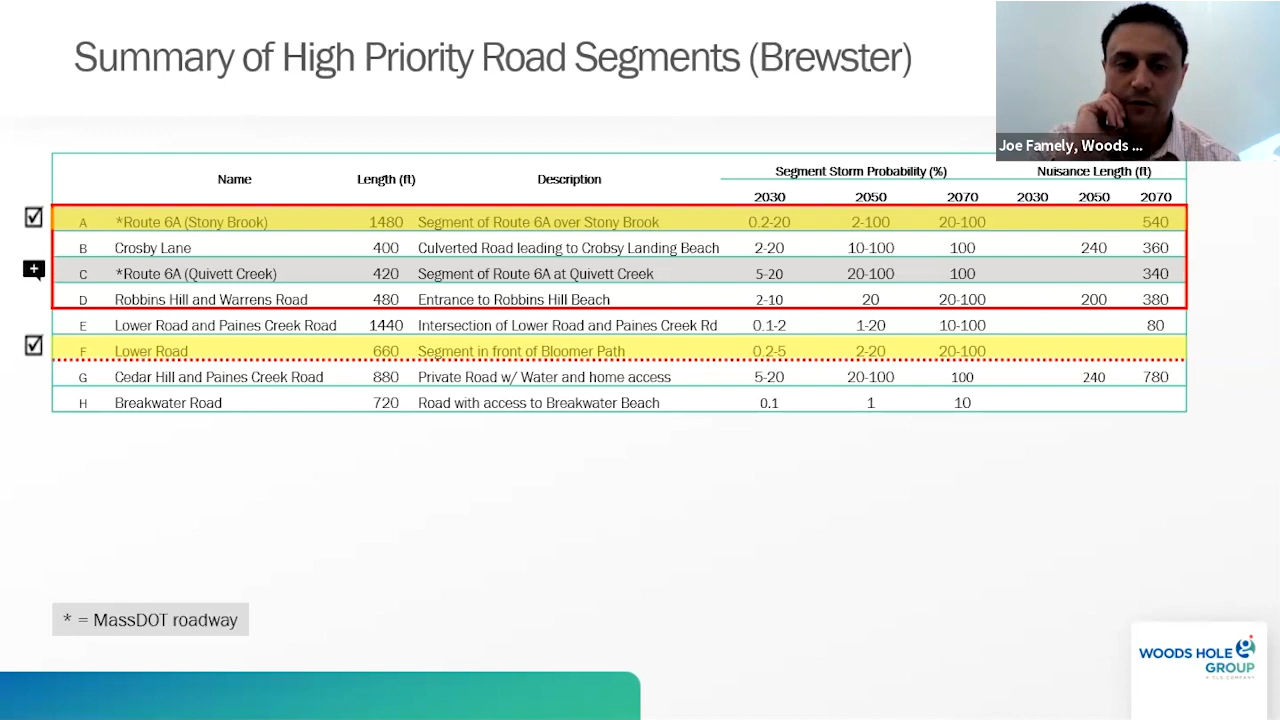 Summary of High Priority Road Segments (Brewster)
Joe Famely, Woods ...
Name Length (ft) Description Segment Storm Probability (%) Nuisance Length (ft)
2030 2050 2070 2030 2050 2070
A *Route 6A (Stony Brook) 1480 Segment of Route 6A over Stony Brook 0.2-20 2-100 20-100 540
B Crosby Lane 400 Culverted Road leading to Crobsy Landing Beach 2-20 10-100 100 240 360
C *Route 6A (Quivett Creek) 420 Segment of Route 6A at Quivett Creek 5-20 20-100 100 340
D Robbins Hill and Warrens Road 480 Entrance to Robbins Hill Beach 2-10 20 20-100 200 380
E Lower Road and Paines Creek Road 1440 Intersection of Lower Road and Paines Creek Rd 0.1-2 1-20 10-100 80
F Lower Road 660 Segment in front of Bloomer Path 0.2-5 2-20 20-100
G Cedar Hill and Paines Creek Road 880 Private Road w/ Water and home access 5-20 20-100 100 240 780
H Breakwater Road 720 Road with access to Breakwater Beach 0.1 1 10
* = MassDOT roadway
WOODS HOLE
GROUP
A CLS COMPANY